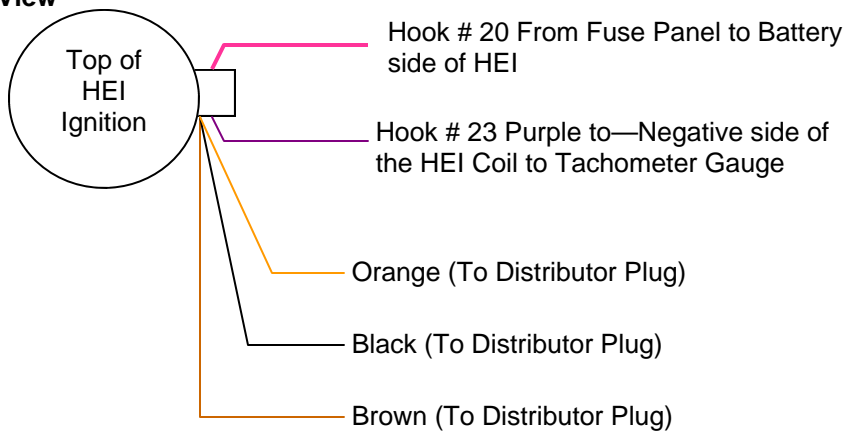 View
Top of
HEI
Ignition
Hook # 20 From Fuse Panel to Battery
side of HEI
Hook # 23 Purple to—Negative side of
the HEI Coil to Tachometer Gauge
Orange (To Distributor Plug)
Black (To Distributor Plug)
Brown (To Distributor Plug)